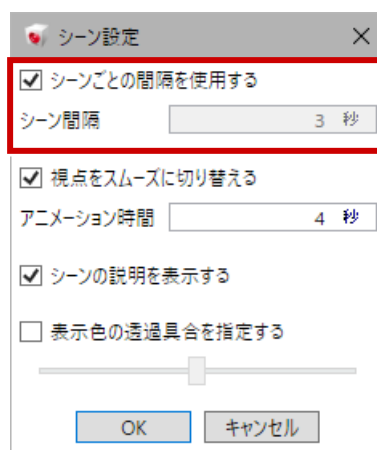 シーン設定
シーンごとの間隔を使用する
シーン間隔 3 秒
視点をスムーズに切り替える
アニメーション時間 4 秒
シーンの説明を表示する
表示色の透過具合を指定する
OK キャンセル